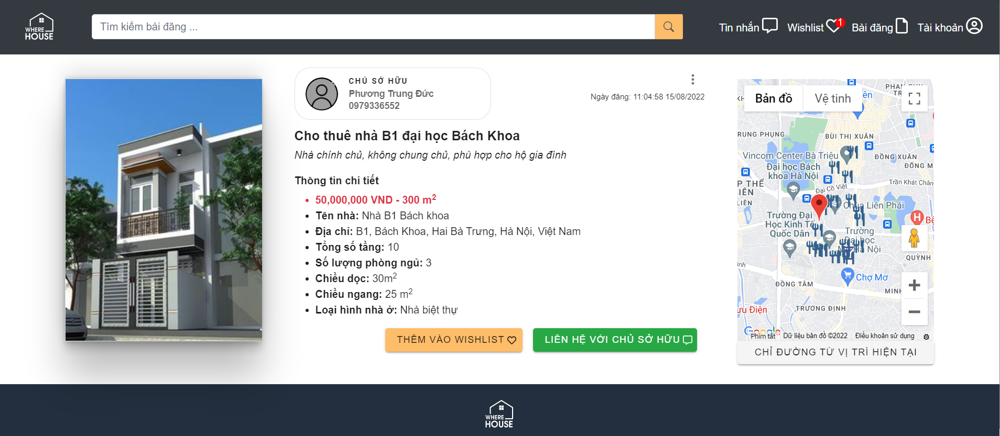 WHERE
HOUSE
Tìm kiếm bài đăng ...
Tin nhắn
Wishlist
1
Bài đăng
Tài khoản
CHỦ SỞ HỮU
Phương Trung Đức
0979336552
Ngày đăng: 11:04:58 15/08/2022
Cho thuê nhà B1 đại học Bách Khoa
Nhà chính chủ, không chung chủ, phù hợp cho hộ gia đình
Thông tin chi tiết
50,000,000 VND - 300 m²
Tên nhà: Nhà B1 Bách khoa
Địa chỉ: B1, Bách Khoa, Hai Bà Trưng, Hà Nội, Việt Nam
Tổng số tầng: 10
Số lượng phòng ngủ: 3
Chiều dọc: 30m²
Chiều ngang: 25 m²
Loại hình nhà ở: Nhà biệt thự
THÊM VÀO WISHLIST
LIÊN HỆ VỚI CHỦ SỞ HỮU
Bản đồ
Vệ tinh
RUNG PHỤNG
BÙI THỊ XUÂN
Vincom Center Bà Triệu
ĐỒNG XUÂN
Đại học Bách
khoa Hà Nội
ĐỐNG M
Trần Khát Chân
Đại Cồ Việt
P THỂ
IÊN
LIÊN
Chùa Liên Phái
Trường Đại
Học Kinh Tế
Quốc Dân
H
Trường
Đại học
Hà Nội
QUỲNH
inh
Chợ Mơ
ĐỒNG TÂM
MINH
TRƯƠNG ĐỊNH
ưu Điện
Google
Phím tắt
Dữ liệu bản đồ ©2022
Điều khoản sử dụng
CHỈ ĐƯỜNG TỪ VỊ TRÍ HIỆN TẠI
WHERE
HOUSE